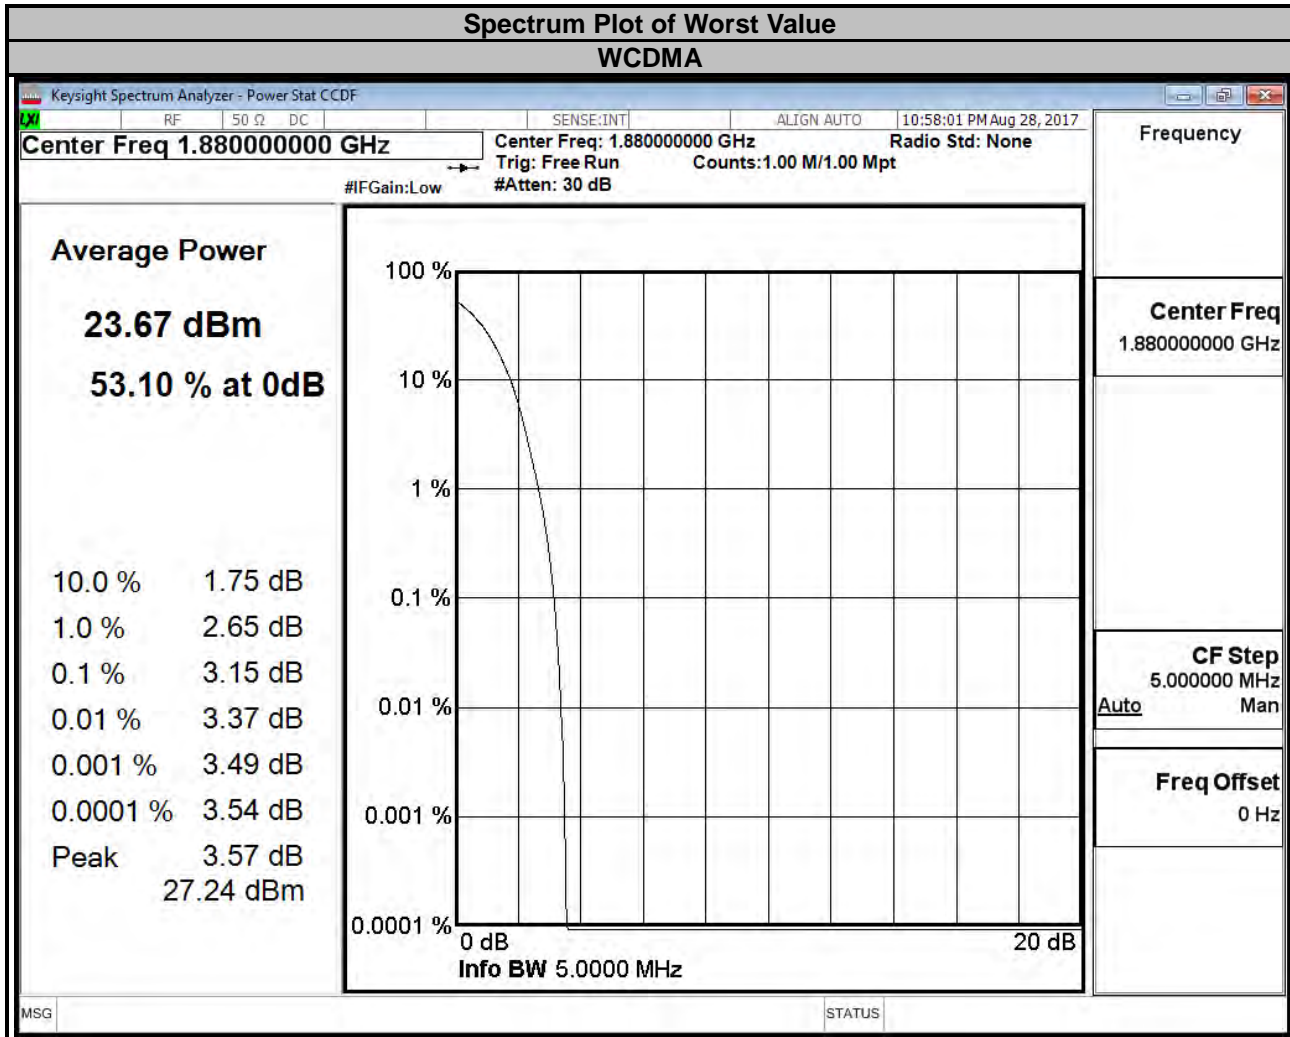 Spectrum Plot of Worst Value
WCDMA
Keysight Spectrum Analyzer - Power Stat CCDF
LXI RF 50 Ω DC SENSE:INT ALIGN AUTO 10:58:01 PM Aug 28, 2017
Center Freq 1.880000000 GHz
Center Freq: 1.880000000 GHz Radio Std: None
Trig: Free Run Counts:1.00 M/1.00 Mpt
#IFGain:Low #Atten: 30 dB
Average Power
23.67 dBm
53.10 % at 0dB
10.0 % 1.75 dB
1.0 % 2.65 dB
0.1 % 3.15 dB
0.01 % 3.37 dB
0.001 % 3.49 dB
0.0001 % 3.54 dB
Peak 3.57 dB
27.24 dBm
100 %
10 %
1 %
0.1 %
0.01 %
0.001 %
0.0001 %
0 dB 20 dB
Info BW 5.0000 MHz
Frequency
Center Freq
1.880000000 GHz
CF Step
5.000000 MHz
Auto Man
Freq Offset
0 Hz
MSG STATUS